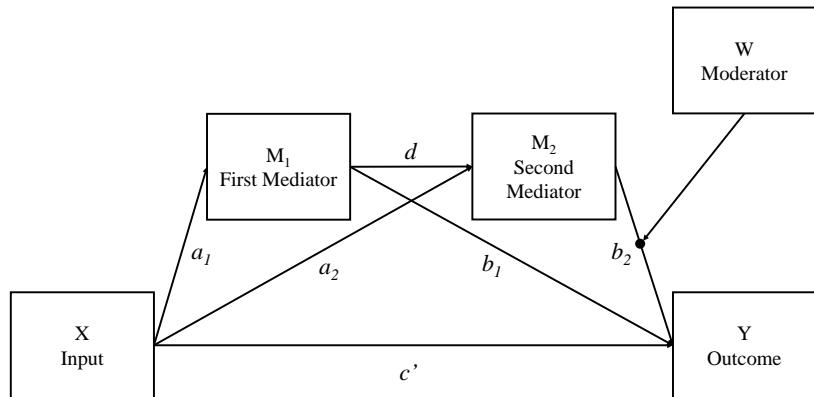 W
Moderator
M₁
First Mediator
d
M₂
Second
Mediator
a₁
a₂
b₁
b₂
X
Input
c’
Y
Outcome